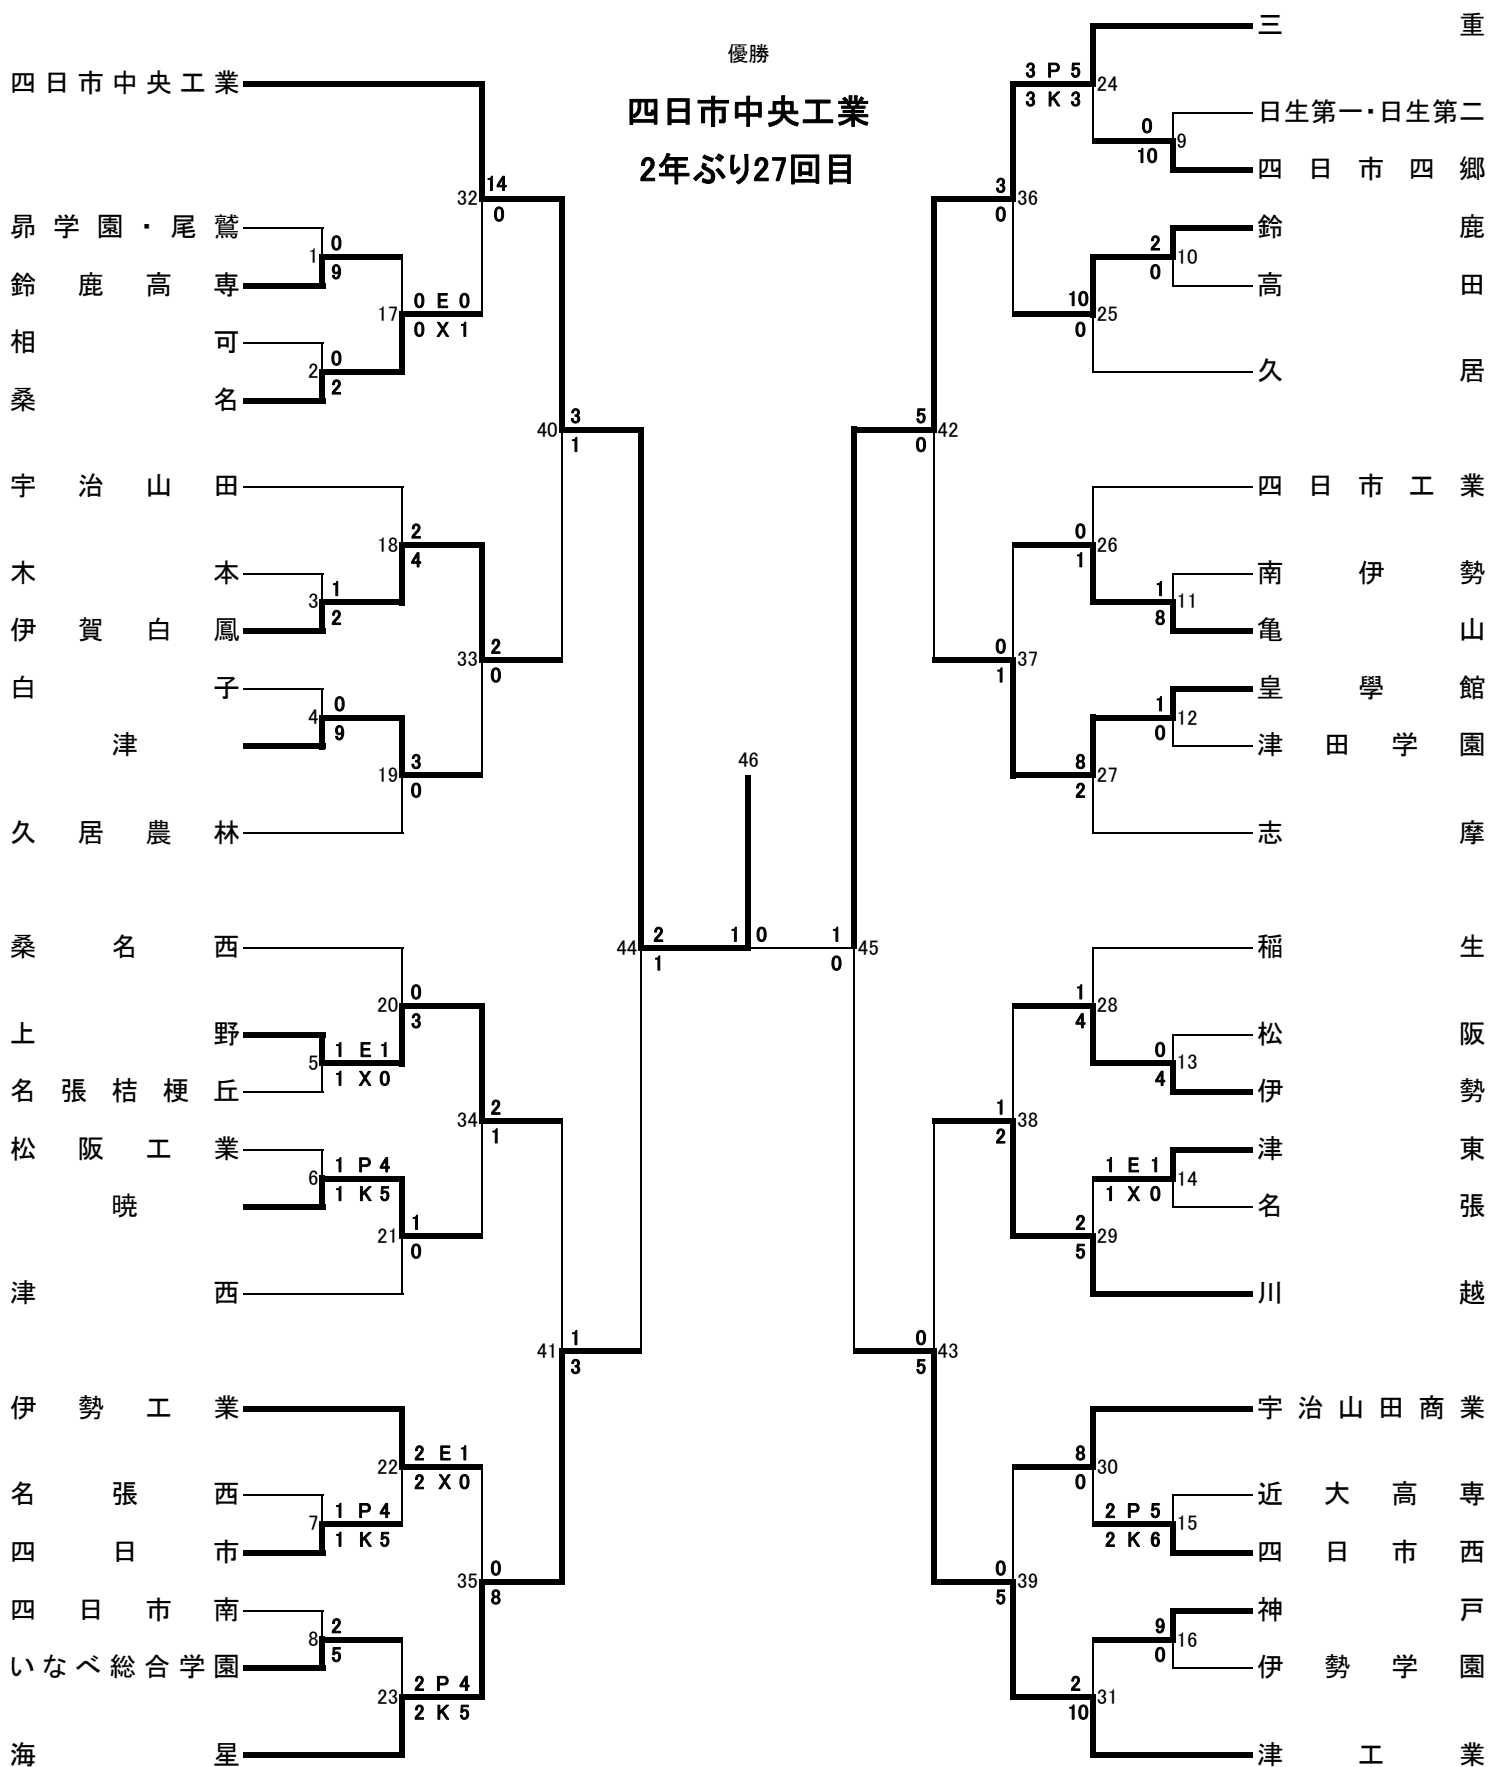 優勝
四日市中央工業
2年ぶり27回目
四日市中央工業
32
14
0
昴学園・尾鷲
1
0
9
鈴鹿高専
17
0 E 0
0 X 1
相可
2
0
2
桑名
40
3
1
宇治山田
18
2
4
木本
3
1
2
伊賀白鳳
33
2
0
白子
4
0
9
津
19
3
0
久居農林
44
2
1
桑名西
20
0
3
上野
5
1 E 1
1 X 0
名張桔梗丘
34
2
1
松阪工業
6
1 P 4
1 K 5
暁
21
1
0
津西
41
1
3
伊勢工業
22
2 E 1
2 X 0
名張西
7
1 P 4
1 K 5
四日市
35
0
8
四日市南
8
2
5
いなべ総合学園
23
2 P 4
2 K 5
海星
46
1 0
三重
3 P 5
3 K 3
24
日生第一・日生第二
0
10
9
四日市四郷
3
0
36
鈴鹿
2
0
10
高田
10
0
25
久居
5
0
42
四日市工業
0
1
26
南伊勢
1
8
11
亀山
0
1
37
皇學館
1
0
12
津田学園
8
2
27
志摩
1
0
45
稲生
1
4
28
松阪
0
4
13
伊勢
1
2
38
津東
1 E 1
1 X 0
14
名張
2
5
29
川越
0
5
43
宇治山田商業
8
0
30
近大高専
2 P 5
2 K 6
15
四日市西
0
5
39
神戸
9
0
16
伊勢学園
2
10
31
津工業